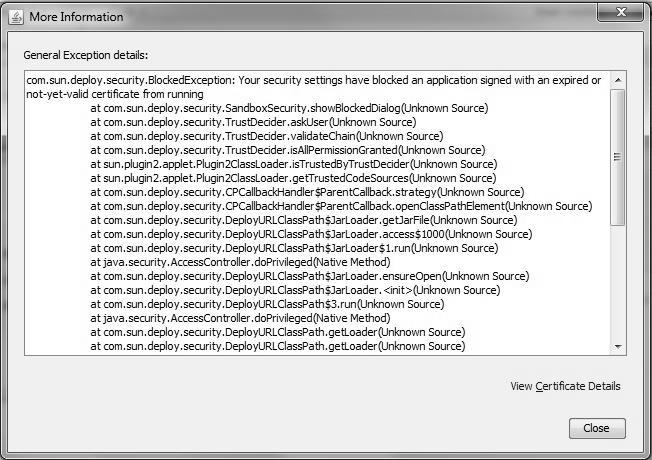 More Information
General Exception details:
com.sun.deploy.security.BlockedException: Your security settings have blocked an application signed with an expired or
not-yet-valid certificate from running
at com.sun.deploy.security.SandboxSecurity.showBlockedDialog(Unknown Source)
at com.sun.deploy.security.TrustDecider.askUser(Unknown Source)
at com.sun.deploy.security.TrustDecider.validateChain(Unknown Source)
at com.sun.deploy.security.TrustDecider.isAllPermissionGranted(Unknown Source)
at sun.plugin2.applet.Plugin2ClassLoader.isTrustedByTrustDecider(Unknown Source)
at sun.plugin2.applet.Plugin2ClassLoader.getTrustedCodeSources(Unknown Source)
at com.sun.deploy.security.CPCallbackHandler$ParentCallback.strategy(Unknown Source)
at com.sun.deploy.security.CPCallbackHandler$ParentCallback.openClassPathElement(Unknown Source)
at com.sun.deploy.security.DeployURLClassPath$JarLoader.getJarFile(Unknown Source)
at com.sun.deploy.security.DeployURLClassPath$JarLoader.access$1000(Unknown Source)
at com.sun.deploy.security.DeployURLClassPath$JarLoader$1.run(Unknown Source)
at java.security.AccessController.doPrivileged(Native Method)
at com.sun.deploy.security.DeployURLClassPath$JarLoader.ensureOpen(Unknown Source)
at com.sun.deploy.security.DeployURLClassPath$JarLoader.<init>(Unknown Source)
at com.sun.deploy.security.DeployURLClassPath$3.run(Unknown Source)
at java.security.AccessController.doPrivileged(Native Method)
at com.sun.deploy.security.DeployURLClassPath.getLoader(Unknown Source)
at com.sun.deploy.security.DeployURLClassPath.getLoader(Unknown Source)
View Certificate Details
Close